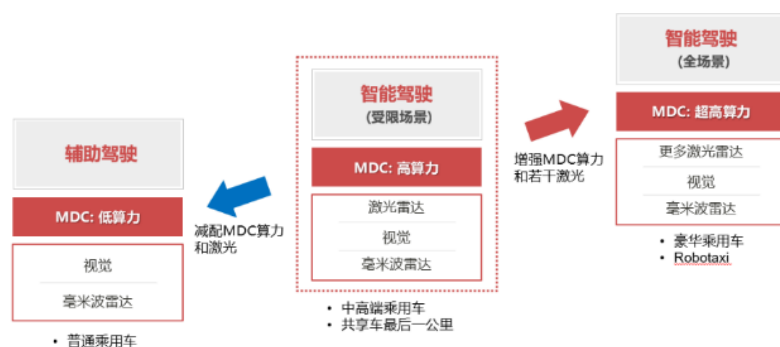 辅助驾驶
MDC: 低算力
视觉
毫米波雷达
• 普通乘用车
减配MDC算力
和激光
智能驾驶
(受限场景)
MDC: 高算力
激光雷达
视觉
毫米波雷达
• 中高端乘用车
• 共享车最后一公里
增强MDC算力
和若干激光
智能驾驶
(全场景)
MDC: 超高算力
更多激光雷达
视觉
毫米波雷达
• 豪华乘用车
• Robotaxi